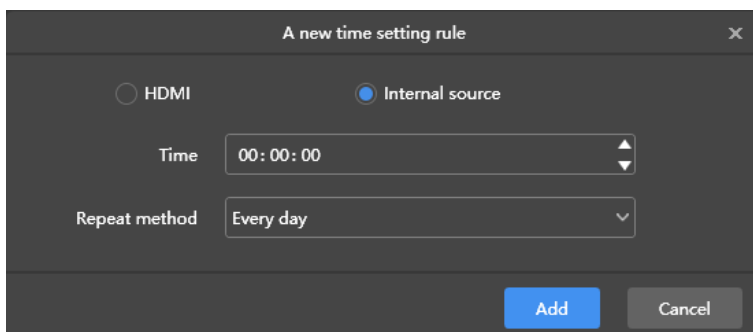 A new time setting rule
HDMI Internal source
Time 00:00:00
Repeat method Every day
Add Cancel